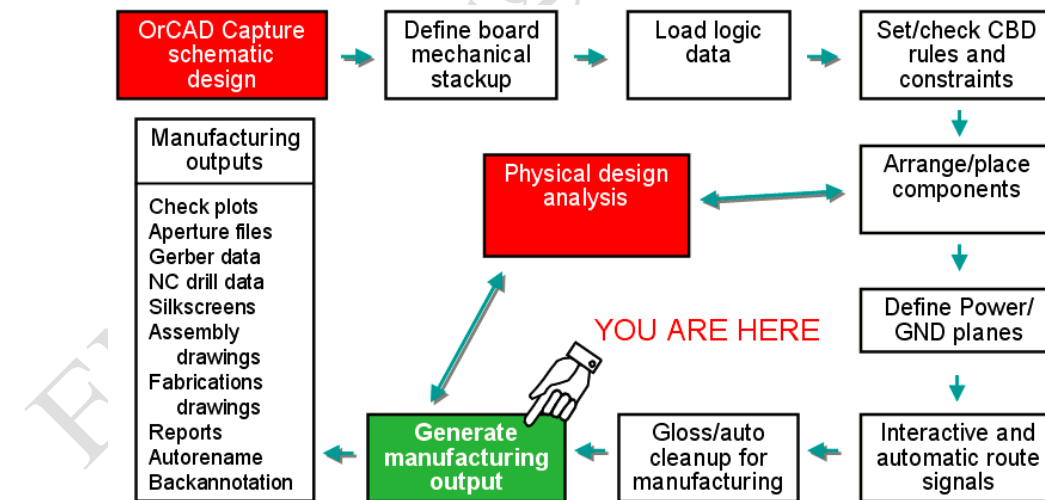 OrCAD Capture
schematic
design
Define board
mechanical
stackup
Load logic
data
Set/check CBD
rules and
constraints
Manufacturing
outputs
Check plots
Aperture files
Gerber data
NC drill data
Silkscreens
Assembly
drawings
Fabrications
drawings
Reports
Autorename
Backannotation
Physical design
analysis
Arrange/place
components
YOU ARE HERE
Define Power/
GND planes
Generate
manufacturing
output
Gloss/auto
cleanup for
manufacturing
Interactive and
automatic route
signals